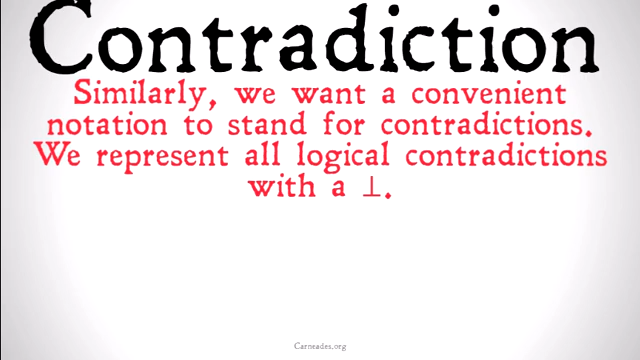 Contradiction
Similarly, we want a convenient
notation to stand for contradictions.
We represent all logical contradictions
with a ⊥.
Carneades.org